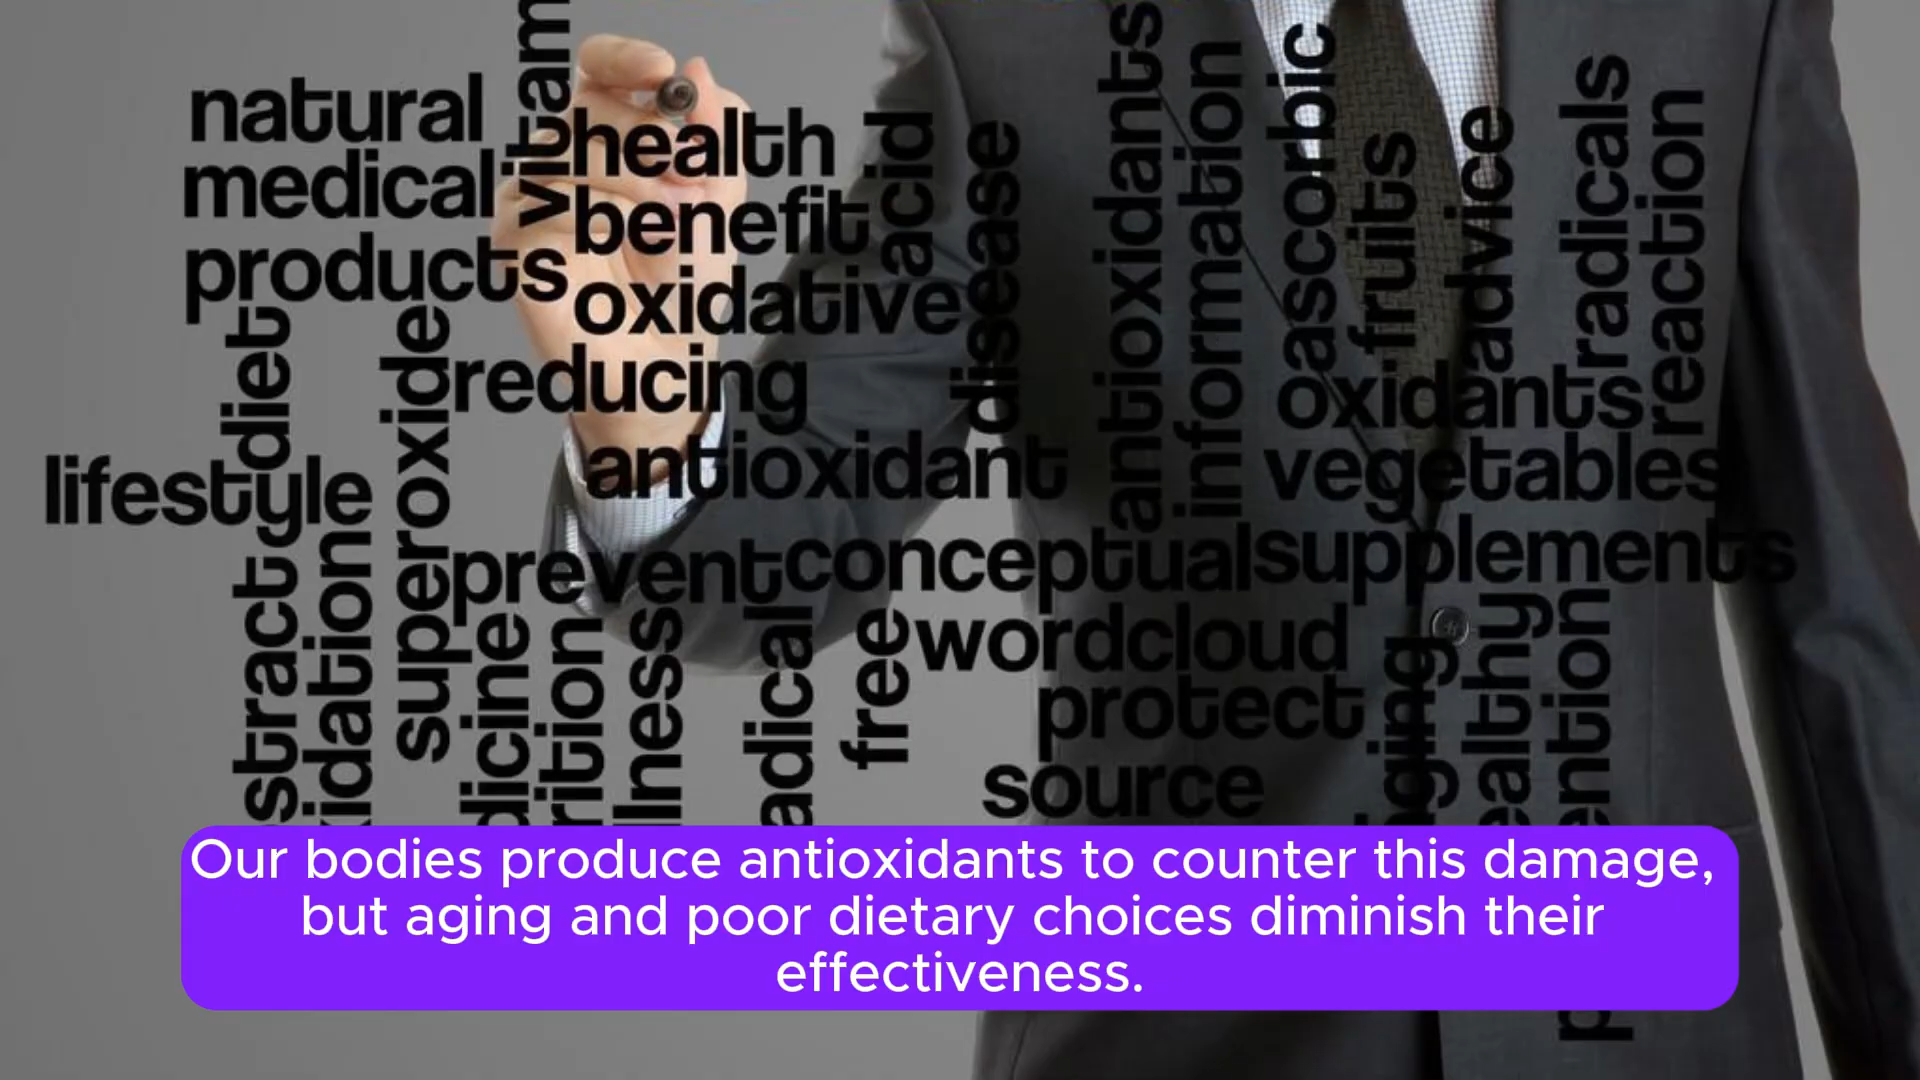 natural
vitam
health
medical
benefit
acid
products
oxidative
disease
antioxidants
information
ascorbic
fruits
advice
radicals
reaction
diet
superoxide
reducing
oxidants
lifestyle
antioxidant
vegetables
prevent
conceptual
supplements
free
wordcloud
protect
source
Our bodies produce antioxidants to counter this damage,
but aging and poor dietary choices diminish their
effectiveness.